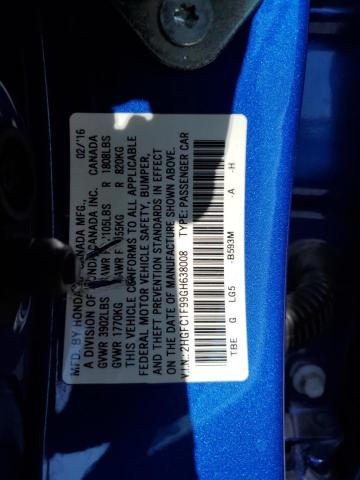 MFD. BY HONDA CANADA MFG., 02/16
A DIVISION OF HONDA CANADA INC. CANADA
GVWR 3902LBS GAWR F 2105LBS R 1808LBS
GVWR 1770KG GAWR F 955KG R 820KG
THIS VEHICLE CONFORMS TO ALL APPLICABLE
FEDERAL MOTOR VEHICLE SAFETY, BUMPER,
AND THEFT PREVENTION STANDARDS IN EFFECT
ON THE DATE OF MANUFACTURE SHOWN ABOVE.
V.I.N.: 2HGFC1F99GH638008 TYPE: PASSENGER CAR
TBE G LG5 -B593M -A -H